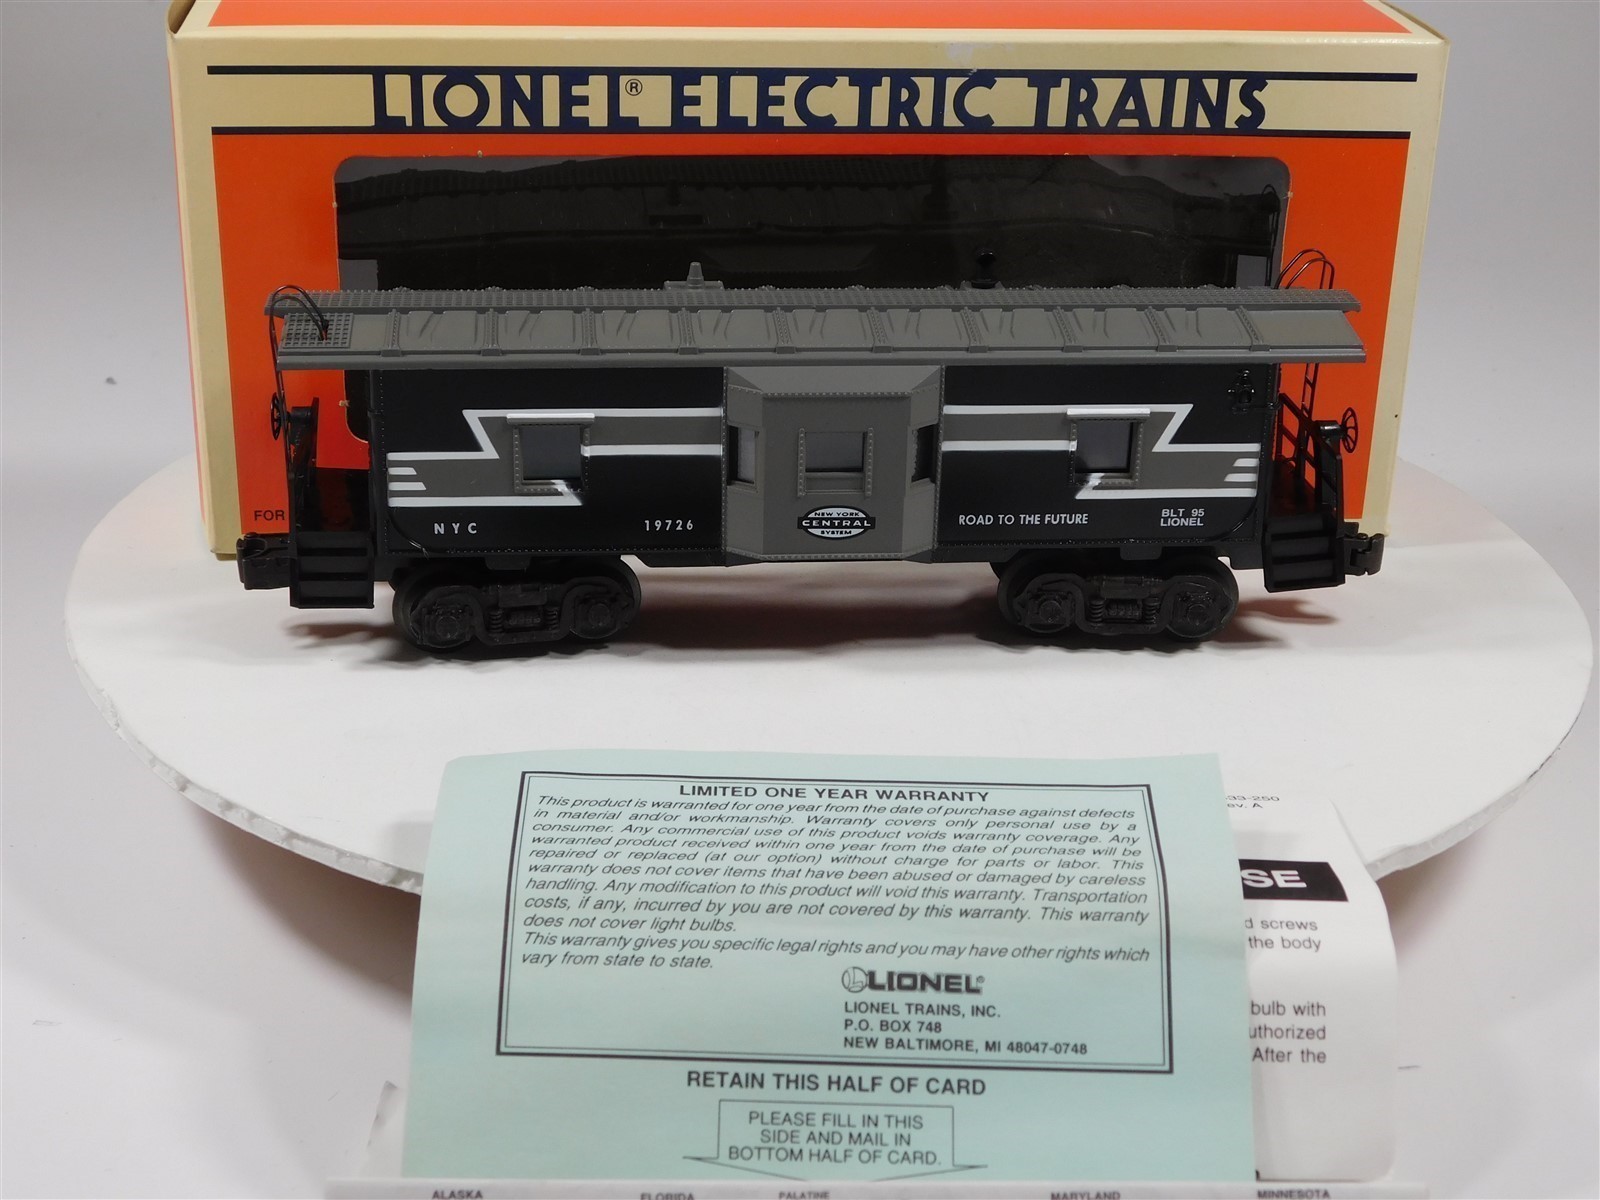 LIONEL® ELECTRIC TRAINS
FOR
NYC
19726
NEW YORK
CENTRAL
SYSTEM
ROAD TO THE FUTURE
BLT 95
LIONEL
LIMITED ONE YEAR WARRANTY
This product is warranted for one year from the date of purchase against defects
in material and/or workmanship. Warranty covers only personal use by a
consumer. Any commercial use of this product voids warranty coverage. Any
warranted product received within one year from the date of purchase will be
repaired or replaced (at our option) without charge for parts or labor. This
warranty does not cover items that have been abused or damaged by careless
handling. Any modification to this product will void this warranty. Transportation
costs, if any, incurred by you are not covered by this warranty. This warranty
does not cover light bulbs.
This warranty gives you specific legal rights and you may have other rights which
vary from state to state.
LIONEL®
LIONEL TRAINS, INC.
P.O. BOX 748
NEW BALTIMORE, MI 48047-0748
RETAIN THIS HALF OF CARD
PLEASE FILL IN THIS
SIDE AND MAIL IN
BOTTOM HALF OF CARD.
33-250
ev. A
SE
d screws
the body
bulb with
uthorized
After the
ALASKA
FLORIDA
PALATINE
MARYLAND
MINNESOTA